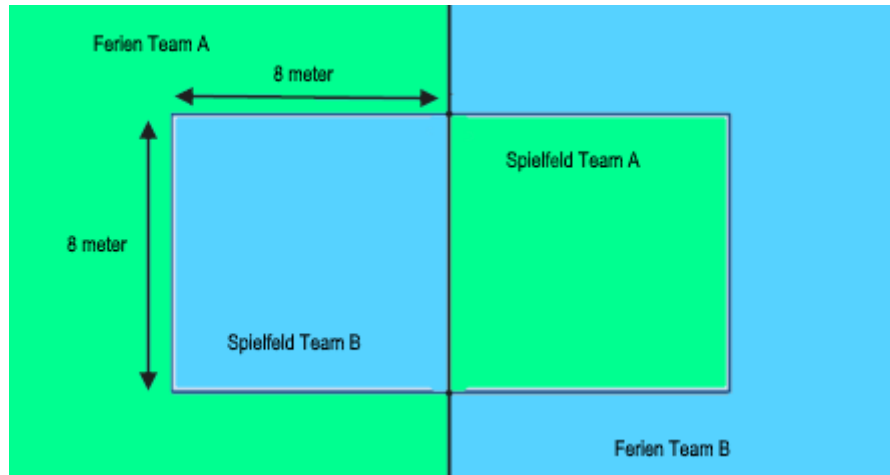 Ferien Team A
8 meter
Spielfeld Team A
8 meter
Spielfeld Team B
Ferien Team B